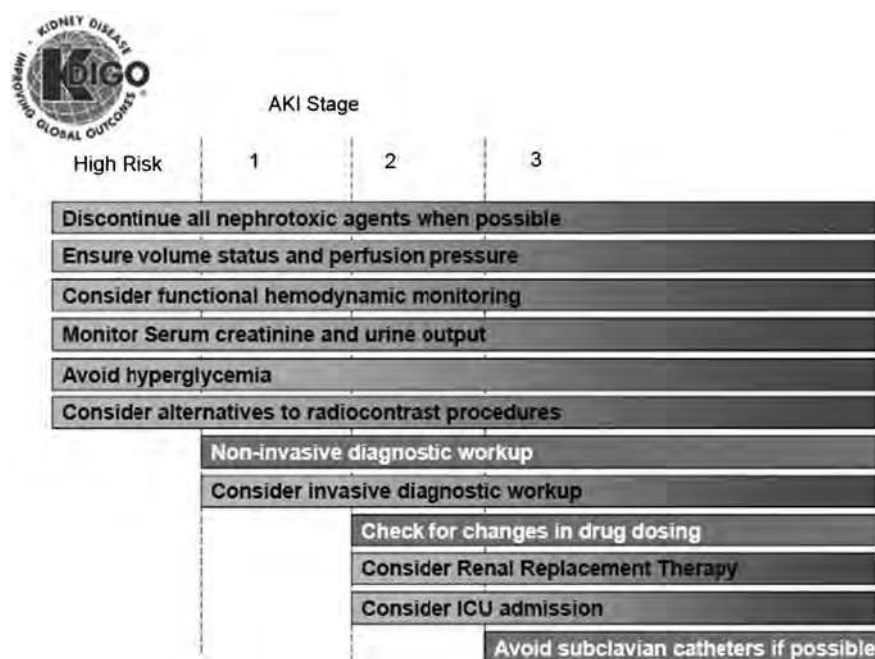 KIDNEY DISEASE
IMPROVING GLOBAL OUTCOMES
KDIGO
®
AKI Stage
High Risk 1 2 3
Discontinue all nephrotoxic agents when possible
Ensure volume status and perfusion pressure
Consider functional hemodynamic monitoring
Monitor Serum creatinine and urine output
Avoid hyperglycemia
Consider alternatives to radiocontrast procedures
Non-invasive diagnostic workup
Consider invasive diagnostic workup
Check for changes in drug dosing
Consider Renal Replacement Therapy
Consider ICU admission
Avoid subclavian catheters if possible